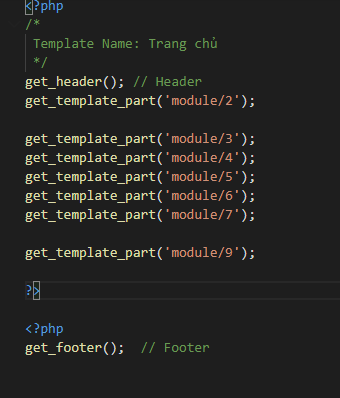 <?php
/*
Template Name: Trang chủ
*/
get_header(); // Header
get_template_part('module/2');
get_template_part('module/3');
get_template_part('module/4');
get_template_part('module/5');
get_template_part('module/6');
get_template_part('module/7');
get_template_part('module/9');
?>
<?php
get_footer();  // Footer